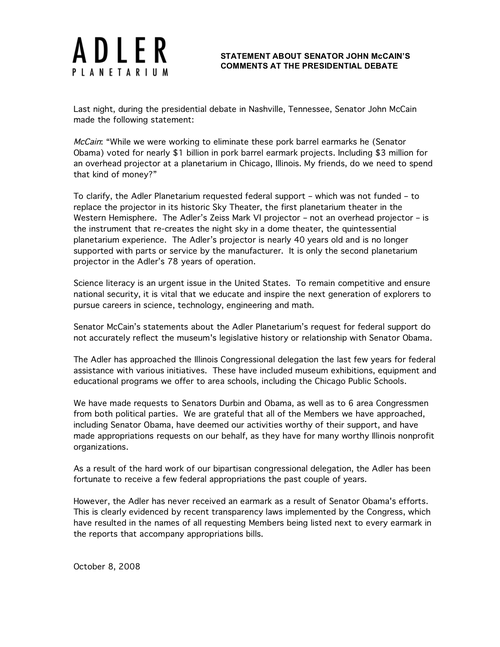 ADLER
PLANETARIUM
STATEMENT ABOUT SENATOR JOHN McCAIN'S
COMMENTS AT THE PRESIDENTIAL DEBATE
Last night, during the presidential debate in Nashville, Tennessee, Senator John McCain
made the following statement:
McCain: "While we were working to eliminate these pork barrel earmarks he (Senator
Obama) voted for nearly $1 billion in pork barrel earmark projects. Including $3 million for
an overhead projector at a planetarium in Chicago, Illinois. My friends, do we need to spend
that kind of money?"
To clarify, the Adler Planetarium requested federal support – which was not funded – to
replace the projector in its historic Sky Theater, the first planetarium theater in the
Western Hemisphere. The Adler's Zeiss Mark VI projector – not an overhead projector – is
the instrument that re-creates the night sky in a dome theater, the quintessential
planetarium experience. The Adler's projector is nearly 40 years old and is no longer
supported with parts or service by the manufacturer. It is only the second planetarium
projector in the Adler's 78 years of operation.
Science literacy is an urgent issue in the United States. To remain competitive and ensure
national security, it is vital that we educate and inspire the next generation of explorers to
pursue careers in science, technology, engineering and math.
Senator McCain's statements about the Adler Planetarium's request for federal support do
not accurately reflect the museum's legislative history or relationship with Senator Obama.
The Adler has approached the Illinois Congressional delegation the last few years for federal
assistance with various initiatives. These have included museum exhibitions, equipment and
educational programs we offer to area schools, including the Chicago Public Schools.
We have made requests to Senators Durbin and Obama, as well as to 6 area Congressmen
from both political parties. We are grateful that all of the Members we have approached,
including Senator Obama, have deemed our activities worthy of their support, and have
made appropriations requests on our behalf, as they have for many worthy Illinois nonprofit
organizations.
As a result of the hard work of our bipartisan congressional delegation, the Adler has been
fortunate to receive a few federal appropriations the past couple of years.
However, the Adler has never received an earmark as a result of Senator Obama's efforts.
This is clearly evidenced by recent transparency laws implemented by the Congress, which
have resulted in the names of all requesting Members being listed next to every earmark in
the reports that accompany appropriations bills.
October 8, 2008